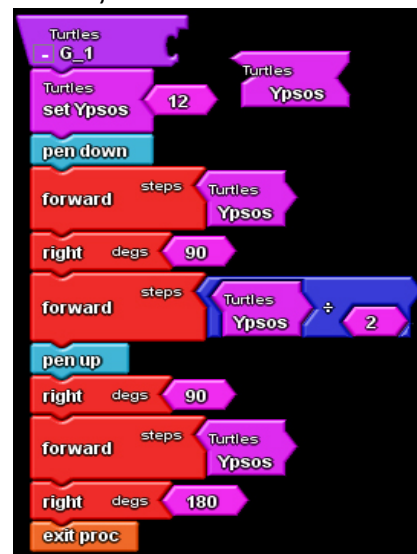 Turtles
- G_1
Turtles
Ypsos
Turtles
set Ypsos 12
pen down
forward steps Turtles
Ypsos
right degs 90
forward steps Turtles
Ypsos ÷ 2
pen up
right degs 90
forward steps Turtles
Ypsos
right degs 180
exit proc